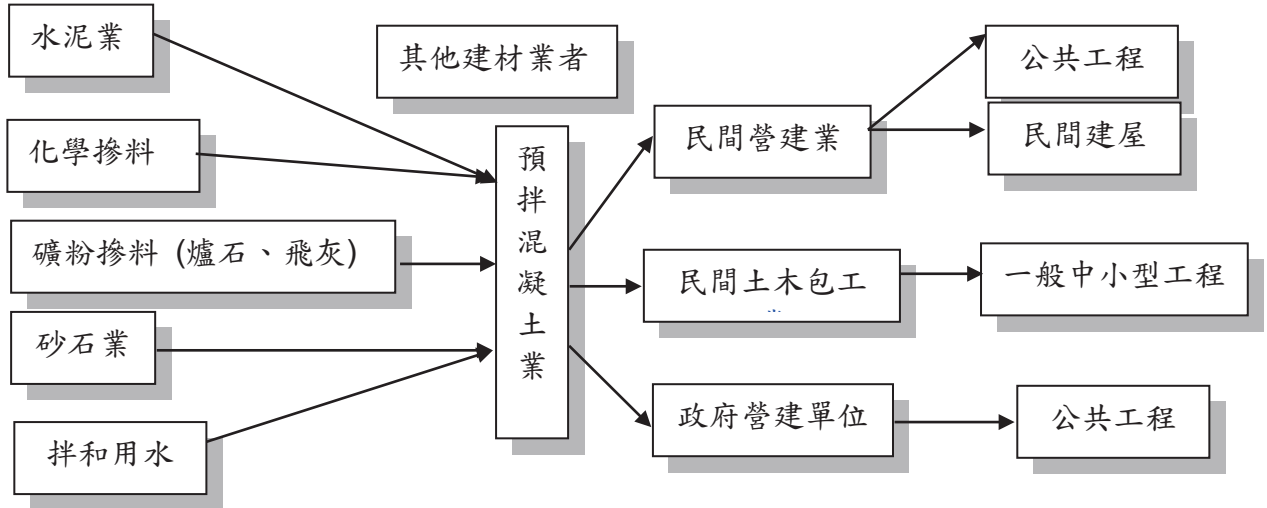 水泥業
化學摻料
礦粉摻料 (爐石、飛灰)
砂石業
拌和用水
其他建材業者
預拌混凝土業
民間營建業
民間土木包工
政府營建單位
公共工程
民間建屋
一般中小型工程
公共工程